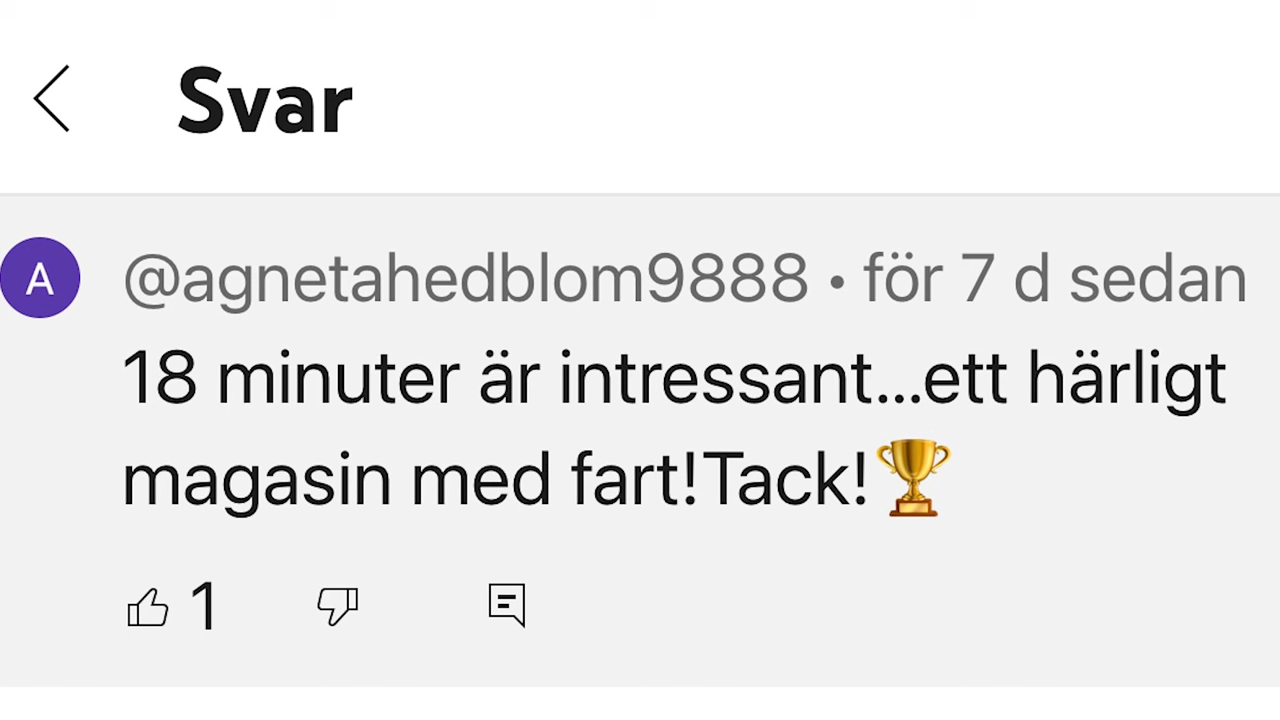 Svar
A
@agnetahedblom9888 • för 7 d sedan
18 minuter är intressant...ett härligt
magasin med fart!Tack!🏆
1